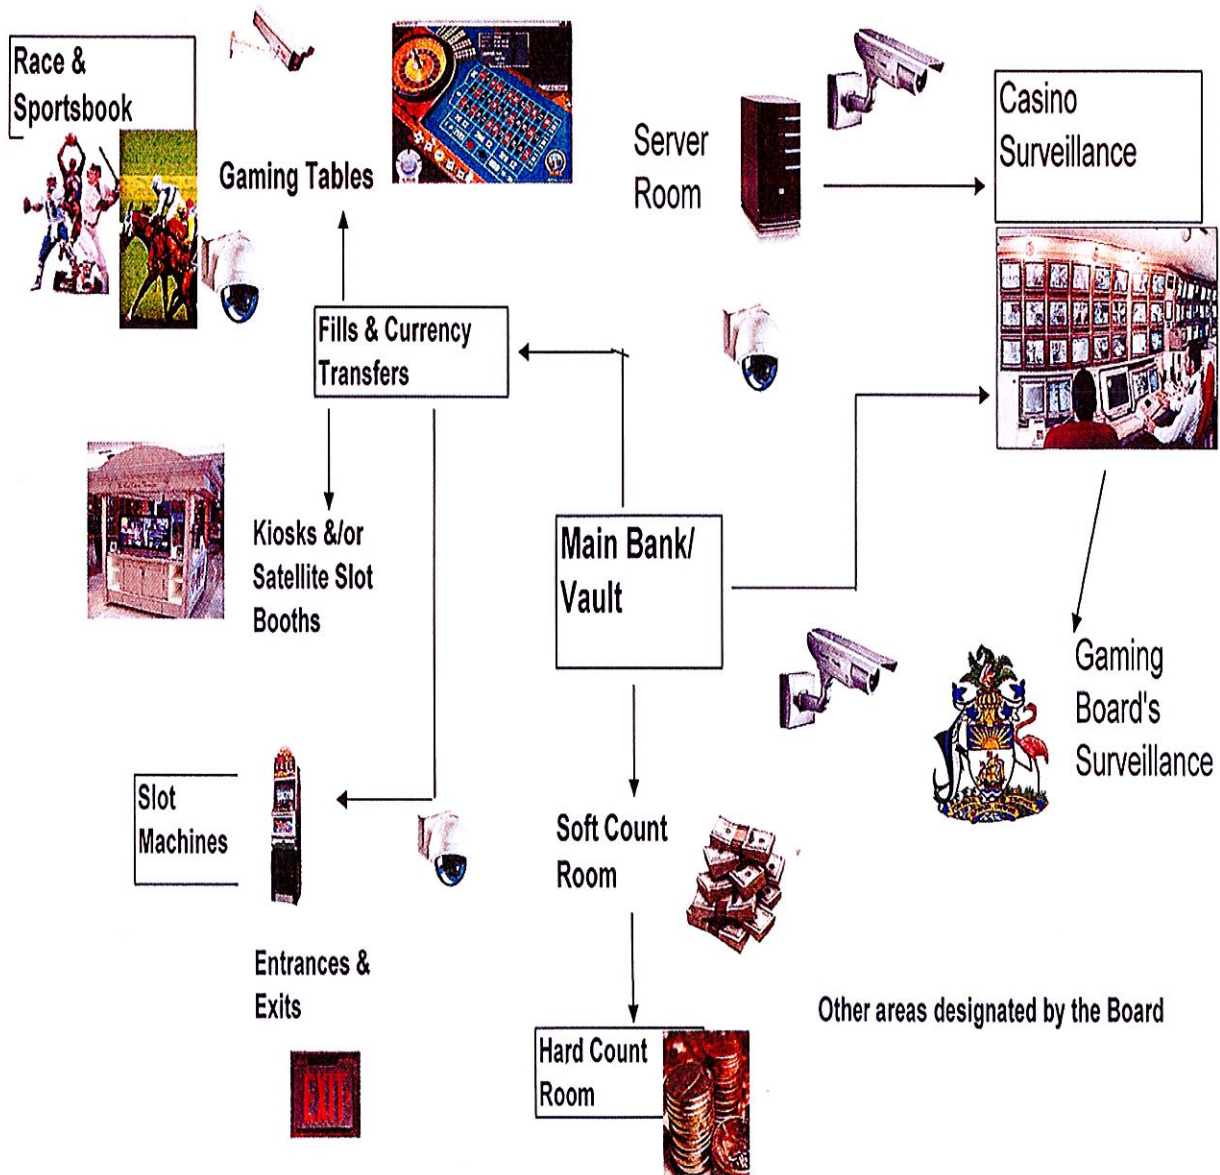 Race &
Sportsbook
Gaming Tables
Server
Room
Casino
Surveillance
Fills & Currency
Transfers
Kiosks &/or
Satellite Slot
Booths
Main Bank/
Vault
Gaming
Board's
Surveillance
Slot
Machines
Soft Count
Room
Entrances &
Exits
EXIT
Other areas designated by the Board
Hard Count
Room